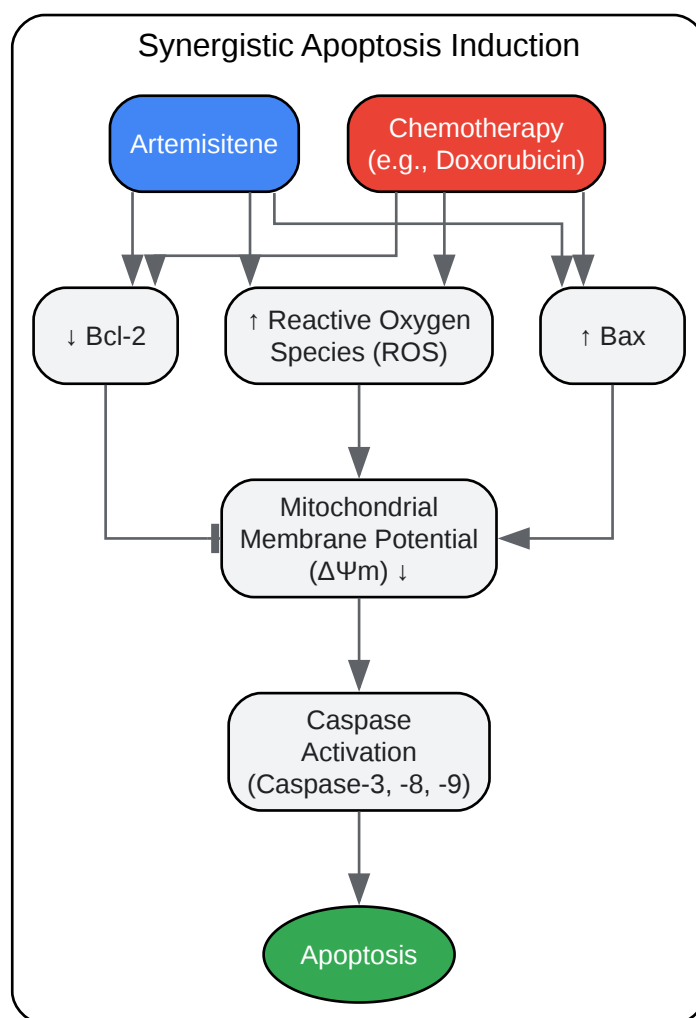 Synergistic Apoptosis Induction
Artemisitene
Chemotherapy
(e.g., Doxorubicin)
↓ Bcl-2
↑ Reactive Oxygen
Species (ROS)
↑ Bax
Mitochondrial
Membrane Potential
(ΔΨm) ↓
Caspase
Activation
(Caspase-3, -8, -9)
Apoptosis